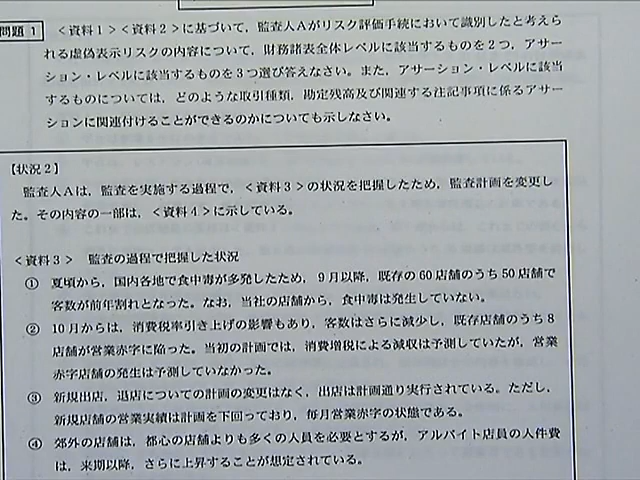 問題 1
＜資料1＞＜資料2＞に基づいて，監査人Aがリスク評価手続において識別したと考えら
れる虚偽表示リスクの内容について，財務諸表全体レベルに該当するものを2つ，アサー
ション・レベルに該当するものを3つ選び答えなさい。また，アサーション・レベルに該当
するものについては，どのような取引種類，勘定残高及び関連する注記事項に係るアサー
ションに関連付けることができるのかについても示しなさい。
【状況2】
監査人Aは，監査を実施する過程で，＜資料3＞の状況を把握したため，監査計画を変更し
た。その内容の一部は，＜資料4＞に示している。
＜資料3＞　監査の過程で把握した状況
① 夏頃から，国内各地で食中毒が多発したため，9月以降，既存の60店舗のうち50店舗で
客数が前年割れとなった。なお，当社の店舗から，食中毒は発生していない。
② 10月からは，消費税率引き上げの影響もあり，客数はさらに減少し，既存店舗のうち8
店舗が営業赤字に陥った。当初の計画では，消費増税による減収は予測していたが，営業
赤字店舗の発生は予測していなかった。
③ 新規出店，退店についての計画の変更はなく，出店は計画通り実行されている。ただし，
新規店舗の営業実績は計画を下回っており，毎月営業赤字の状態である。
④ 郊外の店舗は，都心の店舗よりも多くの人員を必要とするが，アルバイト店員の人件費
は，来期以降，さらに上昇することが想定されている。